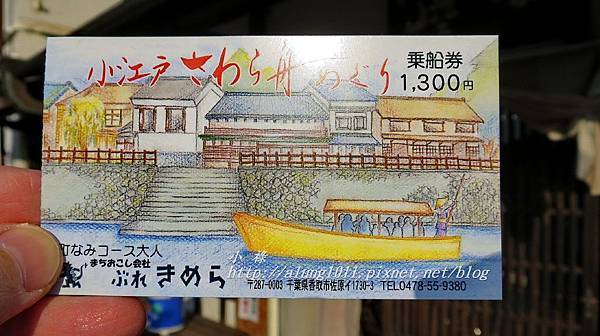 小江戸さわら舟めぐり
乗船券
1,300円
町なみコース大人
まちおこし会社
ぶれきめら
小綠
http://alung1011.pixnet.net/blog
〒287-0003 千葉県香取市佐原イ1730-3 TEL0478-55-9380